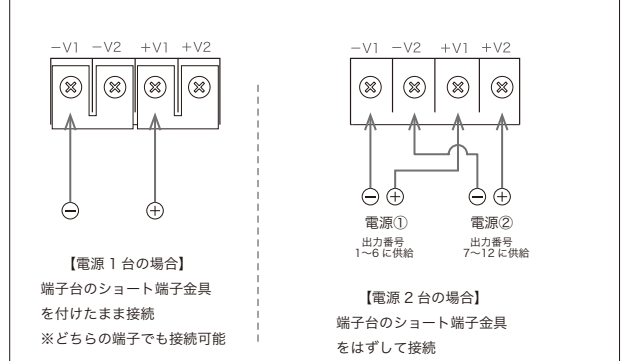 −V1 −V2 +V1 +V2
− +
【電源 1 台の場合】
端子台のショート端子金具
を付けたまま接続
※どちらの端子でも接続可能
−V1 −V2 +V1 +V2
− + − +
電源① 電源②
出力番号 出力番号
1〜6 に供給 7〜12 に供給
【電源 2 台の場合】
端子台のショート端子金具
をはずして接続